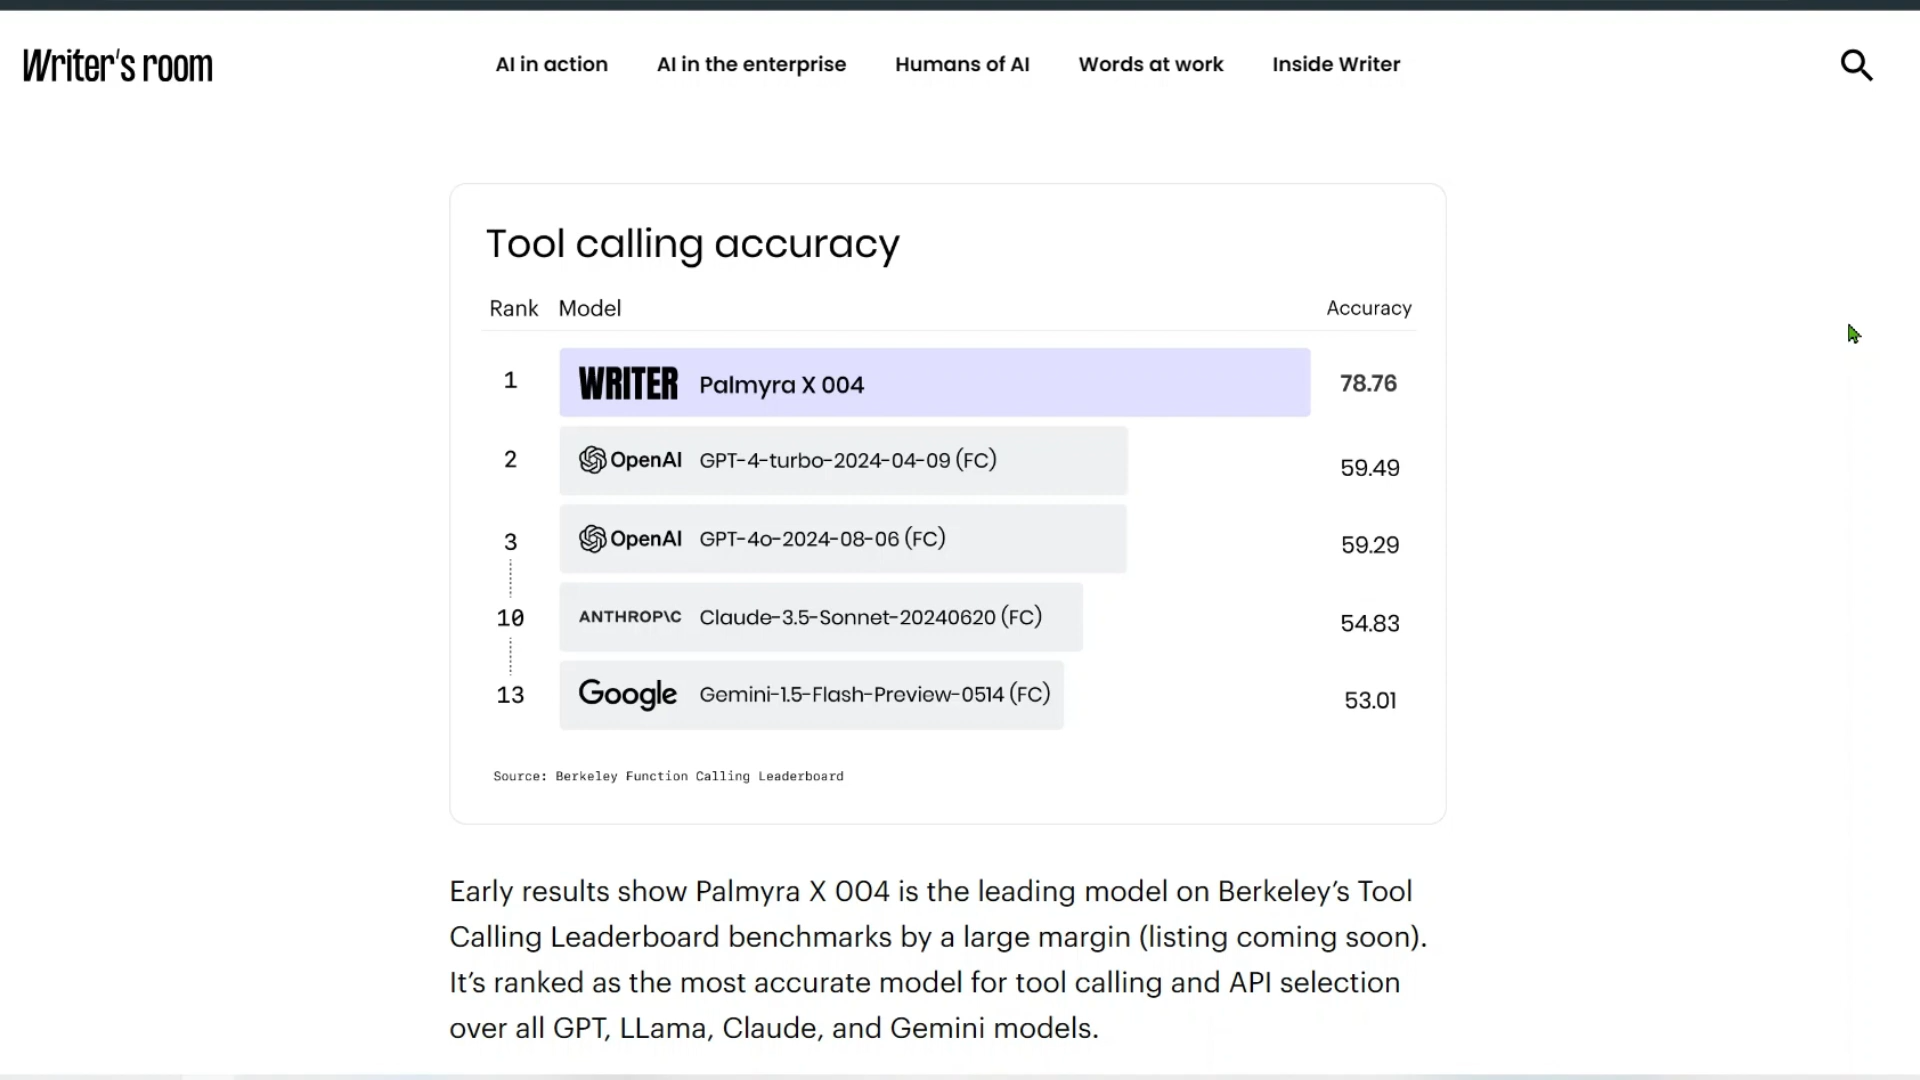 Writer's room
AI in action
AI in the enterprise
Humans of AI
Words at work
Inside Writer
Tool calling accuracy
Rank Model Accuracy
1 WRITER Palmyra X 004 78.76
2 OpenAI GPT-4-turbo-2024-04-09 (FC) 59.49
3 OpenAI GPT-4o-2024-08-06 (FC) 59.29
10 ANTHROP\C Claude-3.5-Sonnet-20240620 (FC) 54.83
13 Google Gemini-1.5-Flash-Preview-0514 (FC) 53.01
Source: Berkeley Function Calling Leaderboard
Early results show Palmyra X 004 is the leading model on Berkeley’s Tool
Calling Leaderboard benchmarks by a large margin (listing coming soon).
It’s ranked as the most accurate model for tool calling and API selection
over all GPT, LLama, Claude, and Gemini models.